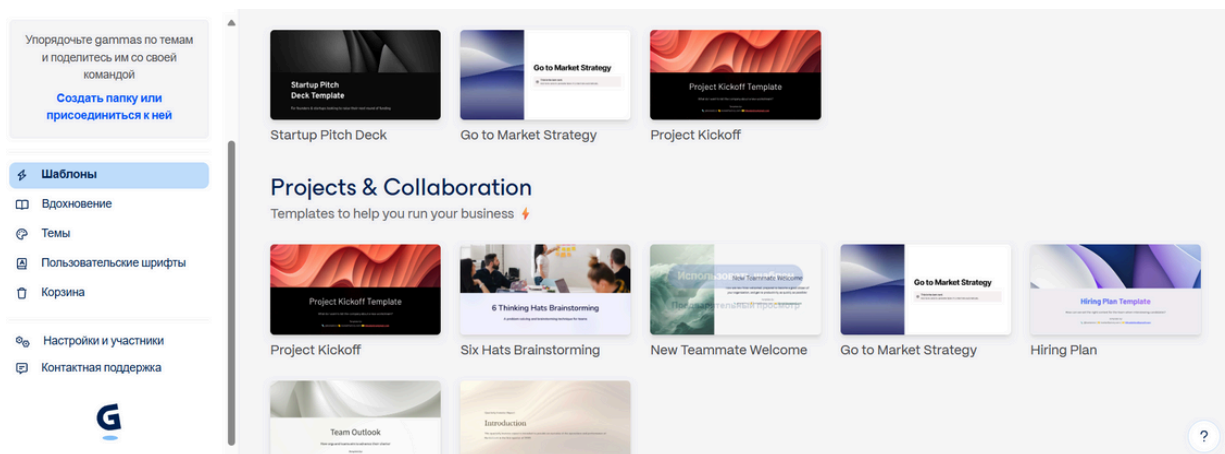 Упорядочьте gammas по темам
и поделитесь им со своей
командой
Создать папку или
присоединиться к ней
Шаблоны
Вдохновение
Темы
Пользовательские шрифты
Корзина
Настройки и участники
Контактная поддержка
G
Startup Pitch
Deck Template
Go to Market Strategy
Project Kickoff Template
Startup Pitch Deck
Go to Market Strategy
Project Kickoff
Projects & Collaboration
Templates to help you run your business
Project Kickoff Template
6 Thinking Hats Brainstorming
Использовать шаблон
New Teammate Welcome
Предварительный просмотр
Go to Market Strategy
Hiring Plan Template
Project Kickoff
Six Hats Brainstorming
New Teammate Welcome
Go to Market Strategy
Hiring Plan
Team Outlook
Introduction
?